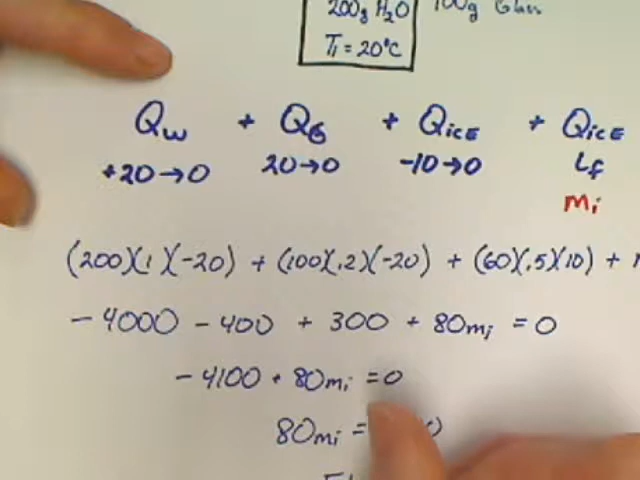 200g H₂O 100g Glass
T₁ = 20°C
Qw + QG + QicE + QicE
+20→0 20→0 -10→0 Lf
mi
(200)(1)(-20) + (100)(.2)(-20) + (60)(.5)(10) +
- 4000 - 400 + 300 + 80mi = 0
- 4100 + 80mi = 0
80mi =